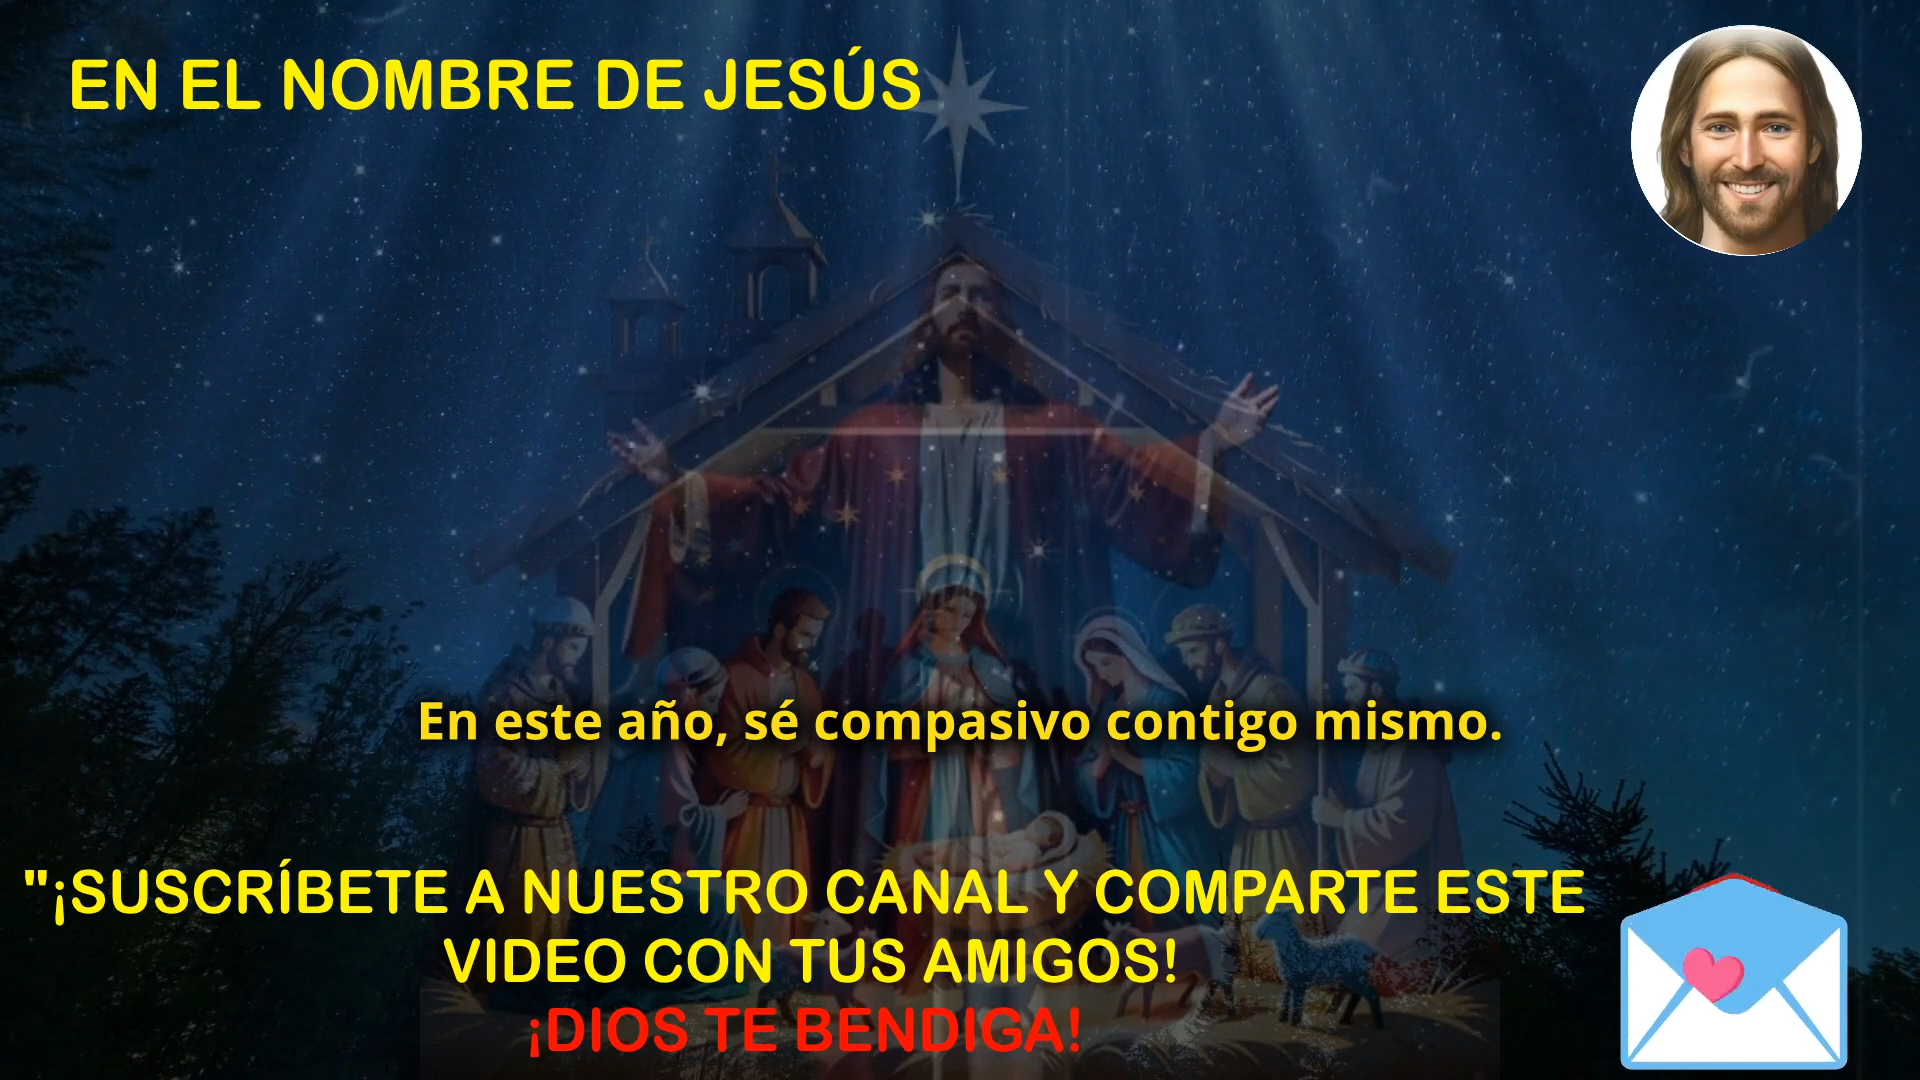 EN EL NOMBRE DE JESÚS
En este año, sé compasivo contigo mismo.
"¡SUSCRÍBETE A NUESTRO CANAL Y COMPARTE ESTE
VIDEO CON TUS AMIGOS!
¡DIOS TE BENDIGA!